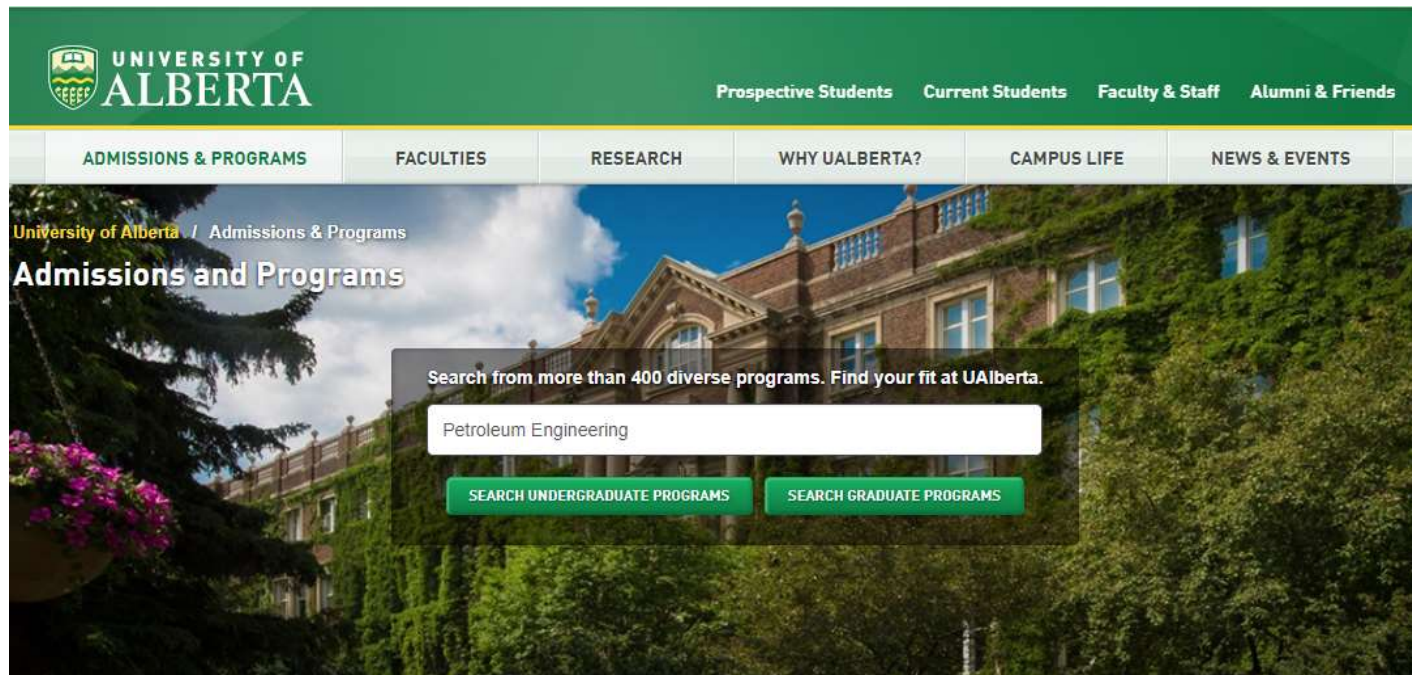 UNIVERSITY OF
ALBERTA
Prospective Students Current Students Faculty & Staff Alumni & Friends
ADMISSIONS & PROGRAMS FACULTIES RESEARCH WHY UALBERTA? CAMPUS LIFE NEWS & EVENTS
University of Alberta / Admissions & Programs
Admissions and Programs
Search from more than 400 diverse programs. Find your fit at UAlberta.
Petroleum Engineering
SEARCH UNDERGRADUATE PROGRAMS SEARCH GRADUATE PROGRAMS